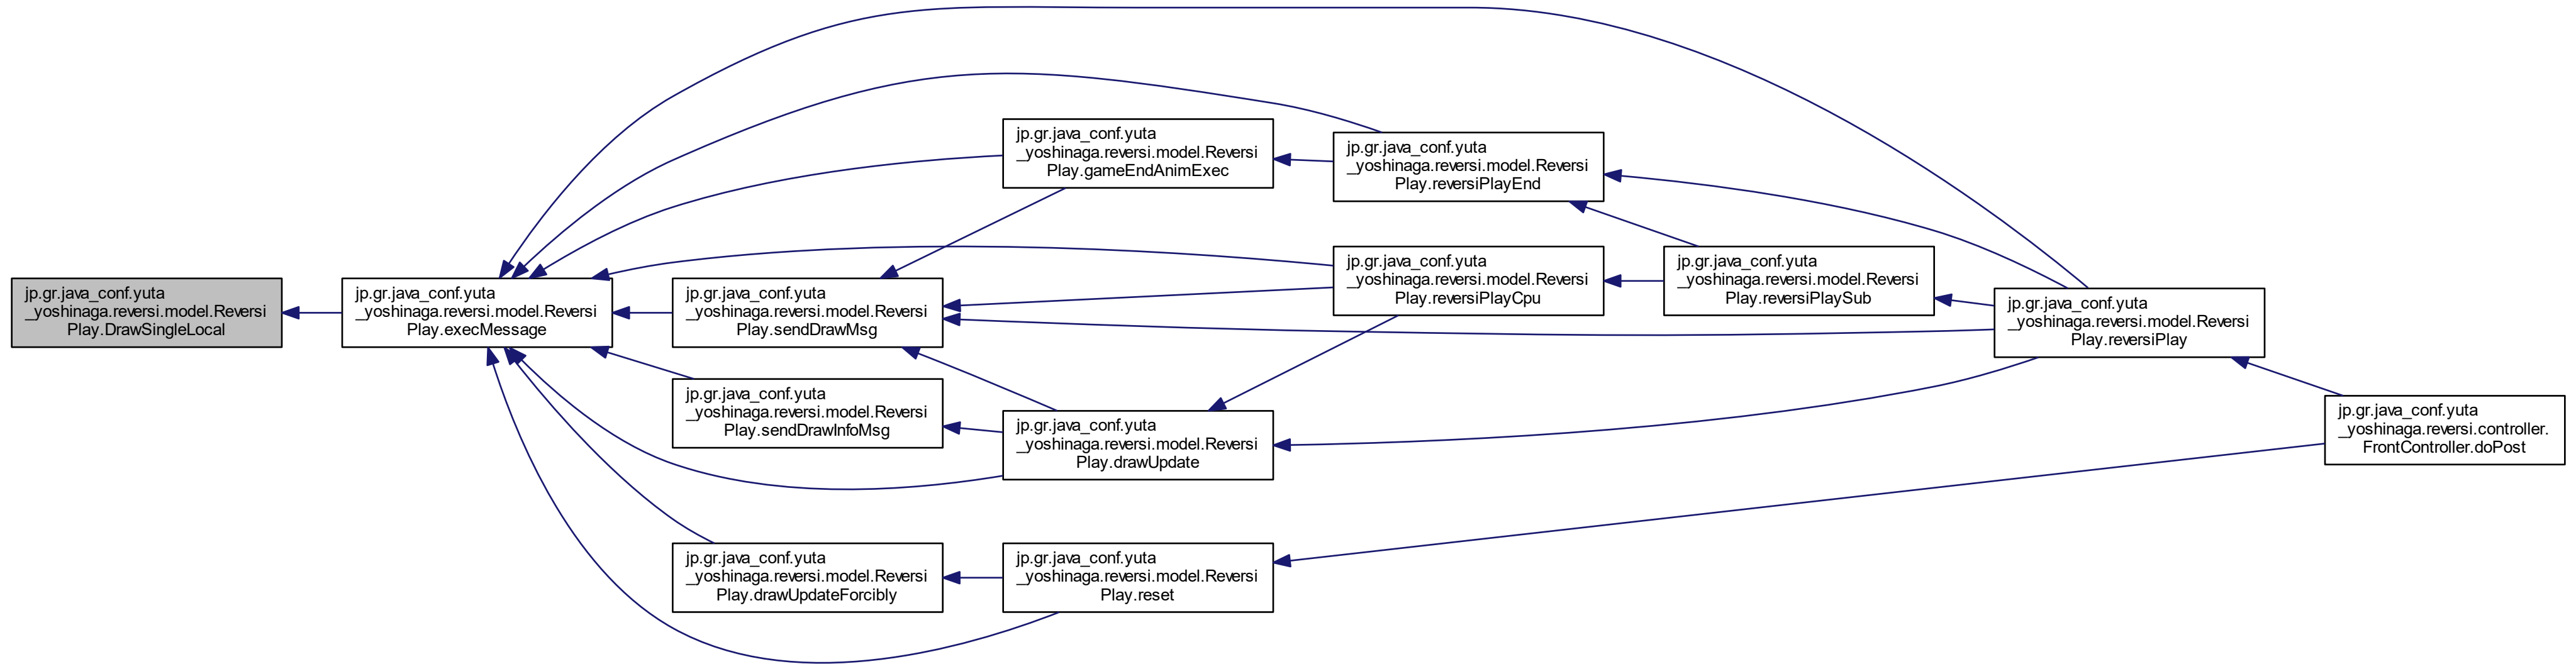 jp.gr.java_conf.yuta
_yoshinaga.reversi.model.Reversi
Play.DrawSingleLocal
jp.gr.java_conf.yuta
_yoshinaga.reversi.model.Reversi
Play.execMessage
jp.gr.java_conf.yuta
_yoshinaga.reversi.model.Reversi
Play.sendDrawMsg
jp.gr.java_conf.yuta
_yoshinaga.reversi.model.Reversi
Play.sendDrawInfoMsg
jp.gr.java_conf.yuta
_yoshinaga.reversi.model.Reversi
Play.drawUpdateForcibly
jp.gr.java_conf.yuta
_yoshinaga.reversi.model.Reversi
Play.gameEndAnimExec
jp.gr.java_conf.yuta
_yoshinaga.reversi.model.Reversi
Play.drawUpdate
jp.gr.java_conf.yuta
_yoshinaga.reversi.model.Reversi
Play.reset
jp.gr.java_conf.yuta
_yoshinaga.reversi.model.Reversi
Play.reversiPlayEnd
jp.gr.java_conf.yuta
_yoshinaga.reversi.model.Reversi
Play.reversiPlayCpu
jp.gr.java_conf.yuta
_yoshinaga.reversi.model.Reversi
Play.reversiPlaySub
jp.gr.java_conf.yuta
_yoshinaga.reversi.model.Reversi
Play.reversiPlay
jp.gr.java_conf.yuta
_yoshinaga.reversi.controller.
FrontController.doPost